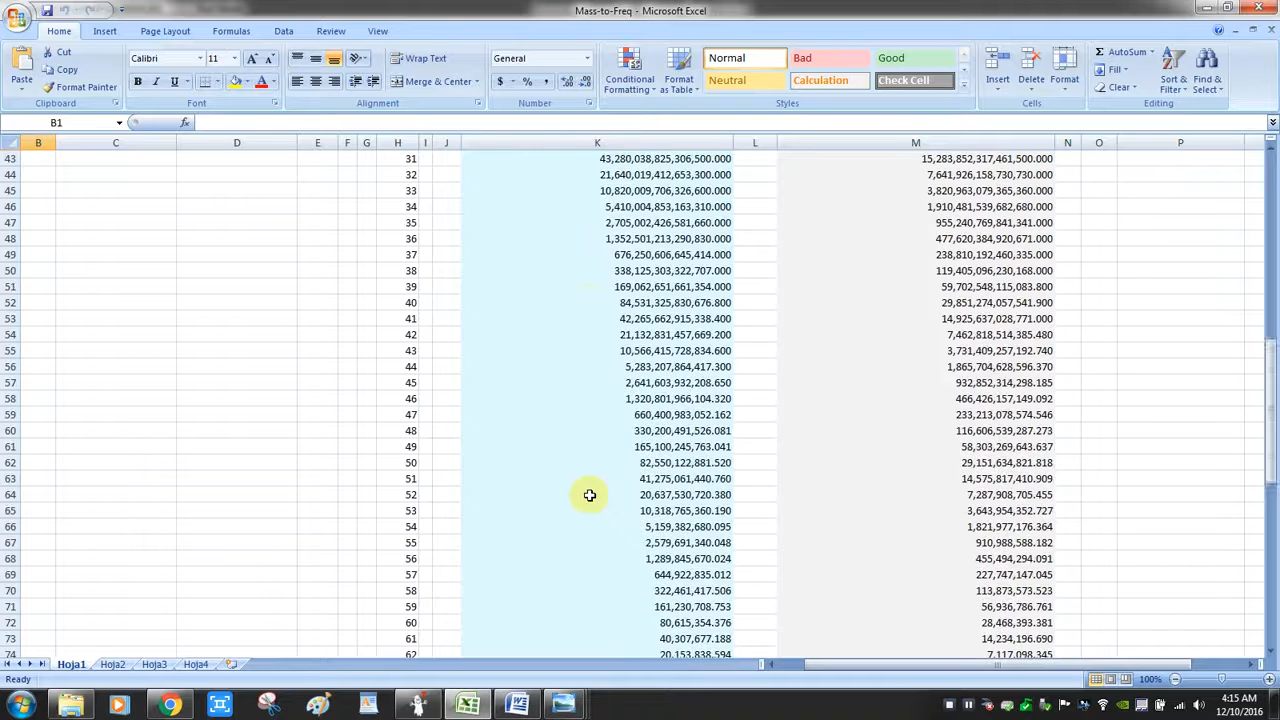 Mass-to-Freq - Microsoft Excel
Home Insert Page Layout Formulas Data Review View
Paste Cut Copy Format Painter Clipboard
Calibri 11 A A B I U A Font
Wrap Text Merge & Center Alignment
General $ % , Number
Conditional Formatting Format as Table
Normal Bad Good
Neutral Calculation Check Cell
Styles
Insert Delete Format Cells
Σ AutoSum Fill Clear Sort & Filter Find & Select Editing
B1 fx
B C D E F G H I J K L M N O P
43 31 43,280,038,825,306,500.000 15,283,852,317,461,500.000
44 32 21,640,019,412,653,300.000 7,641,926,158,730,730.000
45 33 10,820,009,706,326,600.000 3,820,963,079,365,360.000
46 34 5,410,004,853,163,310.000 1,910,481,539,682,680.000
47 35 2,705,002,426,581,660.000 955,240,769,841,341.000
48 36 1,352,501,213,290,830.000 477,620,384,920,671.000
49 37 676,250,606,645,414.000 238,810,192,460,335.000
50 38 338,125,303,322,707.000 119,405,096,230,168.000
51 39 169,062,651,661,354.000 59,702,548,115,083.800
52 40 84,531,325,830,676.800 29,851,274,057,541.900
53 41 42,265,662,915,338.400 14,925,637,028,771.000
54 42 21,132,831,457,669.200 7,462,818,514,385.480
55 43 10,566,415,728,834.600 3,731,409,257,192.740
56 44 5,283,207,864,417.300 1,865,704,628,596.370
57 45 2,641,603,932,208.650 932,852,314,298.185
58 46 1,320,801,966,104.320 466,426,157,149.092
59 47 660,400,983,052.162 233,213,078,574.546
60 48 330,200,491,526.081 116,606,539,287.273
61 49 165,100,245,763.041 58,303,269,643.637
62 50 82,550,122,881.520 29,151,634,821.818
63 51 41,275,061,440.760 14,575,817,410.909
64 52 20,637,530,720.380 7,287,908,705.455
65 53 10,318,765,360.190 3,643,954,352.727
66 54 5,159,382,680.095 1,821,977,176.364
67 55 2,579,691,340.048 910,988,588.182
68 56 1,289,845,670.024 455,494,294.091
69 57 644,922,835.012 227,747,147.045
70 58 322,461,417.506 113,873,573.523
71 59 161,230,708.753 56,936,786.761
72 60 80,615,354.376 28,468,393.381
73 61 40,307,677.188 14,234,196.690
74 62 20,153,838.594 7,117,098.345
Hoja1 Hoja2 Hoja3 Hoja4
Ready 100%
4:15 AM
12/10/2016